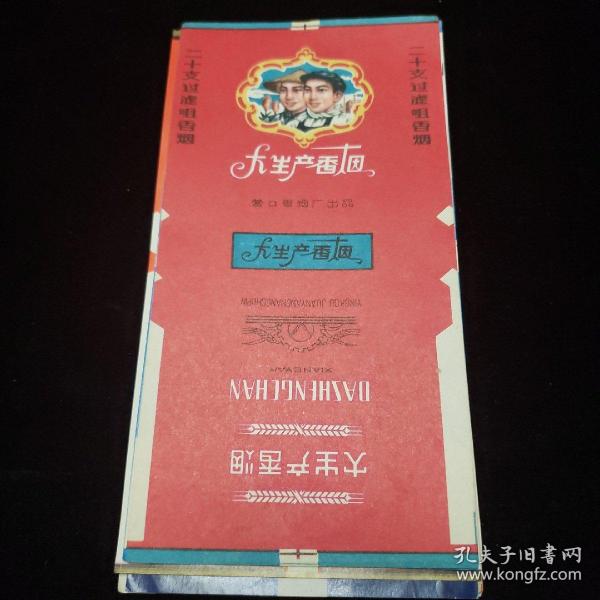 二十支过滤咀香烟
二十支过滤咀香烟
大生产香烟
营口卷烟厂出品
大生产香烟
YINGKOU JUANYANCHANGCHUPIN
XIANGYAN
DASHENGCHAN
大生产香烟
孔夫子旧书网
www.kongfz.com